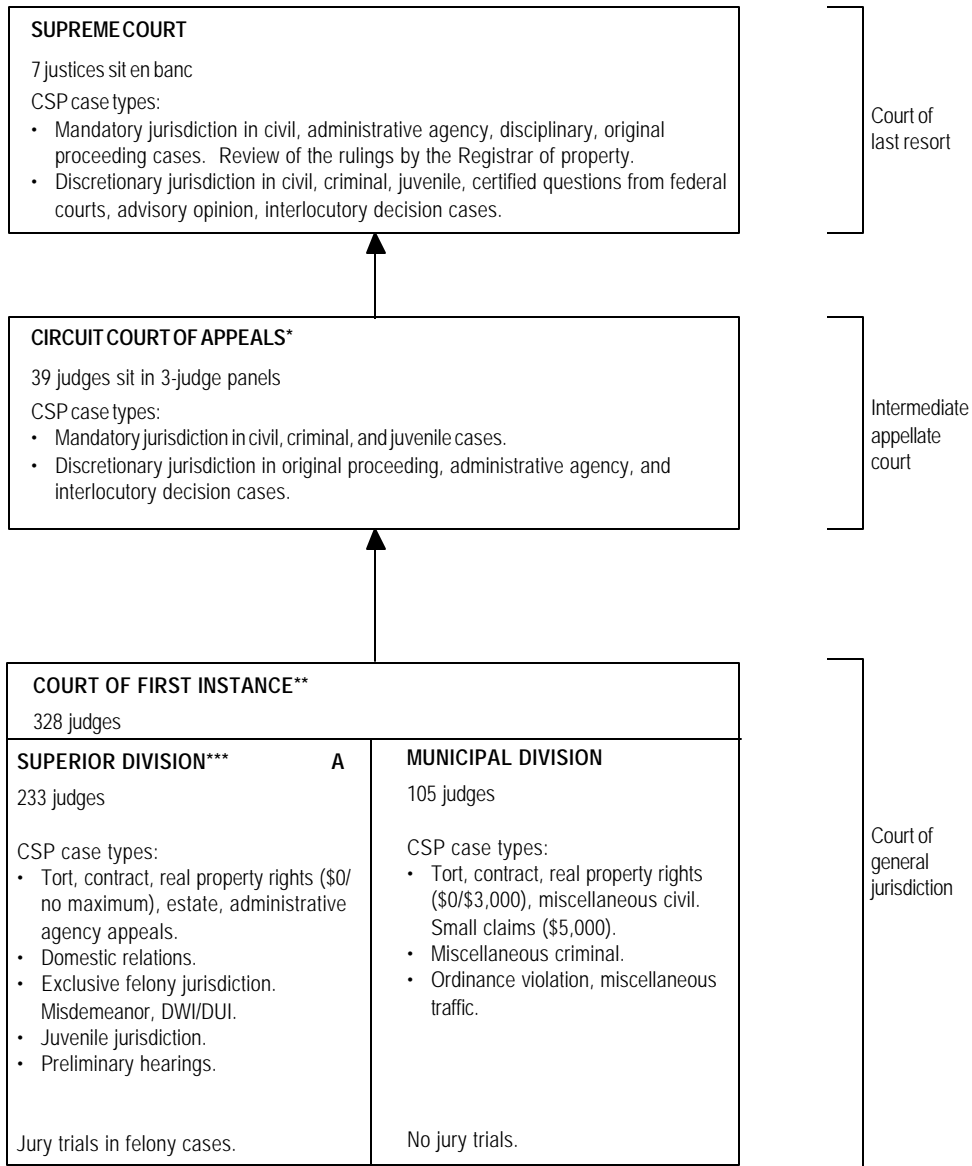 SUPREME COURT
7 justices sit en banc
CSP case types:
• Mandatory jurisdiction in civil, administrative agency, disciplinary, original
proceeding cases. Review of the rulings by the Registrar of property.
• Discretionary jurisdiction in civil, criminal, juvenile, certified questions from federal
courts, advisory opinion, interlocutory decision cases.
Court of
last resort
CIRCUIT COURT OF APPEALS*
39 judges sit in 3-judge panels
CSP case types:
• Mandatory jurisdiction in civil, criminal, and juvenile cases.
• Discretionary jurisdiction in original proceeding, administrative agency, and
interlocutory decision cases.
Intermediate
appellate
court
COURT OF FIRST INSTANCE**
328 judges
SUPERIOR DIVISION*** A
233 judges
CSP case types:
• Tort, contract, real property rights ($0/
no maximum), estate, administrative
agency appeals.
• Domestic relations.
• Exclusive felony jurisdiction.
Misdemeanor, DWI/DUI.
• Juvenile jurisdiction.
• Preliminary hearings.
Jury trials in felony cases.
MUNICIPAL DIVISION
105 judges
CSP case types:
• Tort, contract, real property rights
($0/$3,000), miscellaneous civil.
Small claims ($5,000).
• Miscellaneous criminal.
• Ordinance violation, miscellaneous
traffic.
No jury trials.
Court of
general
jurisdiction